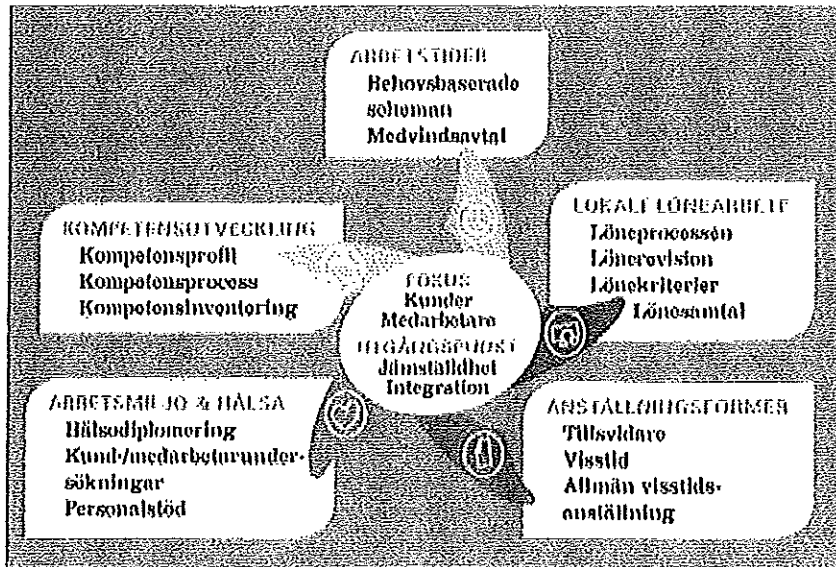 ARBETSTIDER
Behovsbaserade
scheman
Medvindsavtal
KOMPETENSUTVECKLING
Kompetensprofil
Kompetensprocess
Kompetensinventering
LOKALT LÖNEARBETE
Löneprocessen
Lönerevision
Lönekriterier
Lönesamtal
FOKUS
Kunder
Medarbetare
UTGÅNGSPUNKT
Jämställdhet
Integration
ARBETSMILJÖ & HÄLSA
Hälsodiplomering
Kund-/medarbetarunder-
sökningar
Personalstöd
ANSTÄLLNINGSFORMER
Tillsvidare
Visstid
Allmän visstids-
anställning